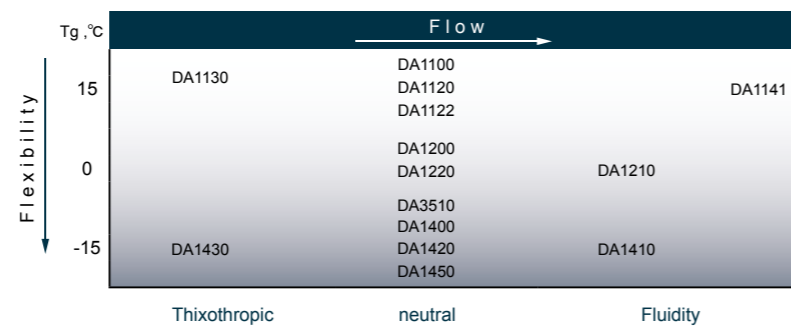 Tg ,℃
Flow
Flexibility
15
0
-15
DA1130
DA1100
DA1120
DA1122
DA1141
DA1200
DA1220
DA1210
DA3510
DA1400
DA1430
DA1420
DA1410
DA1450
Thixothropic neutral Fluidity